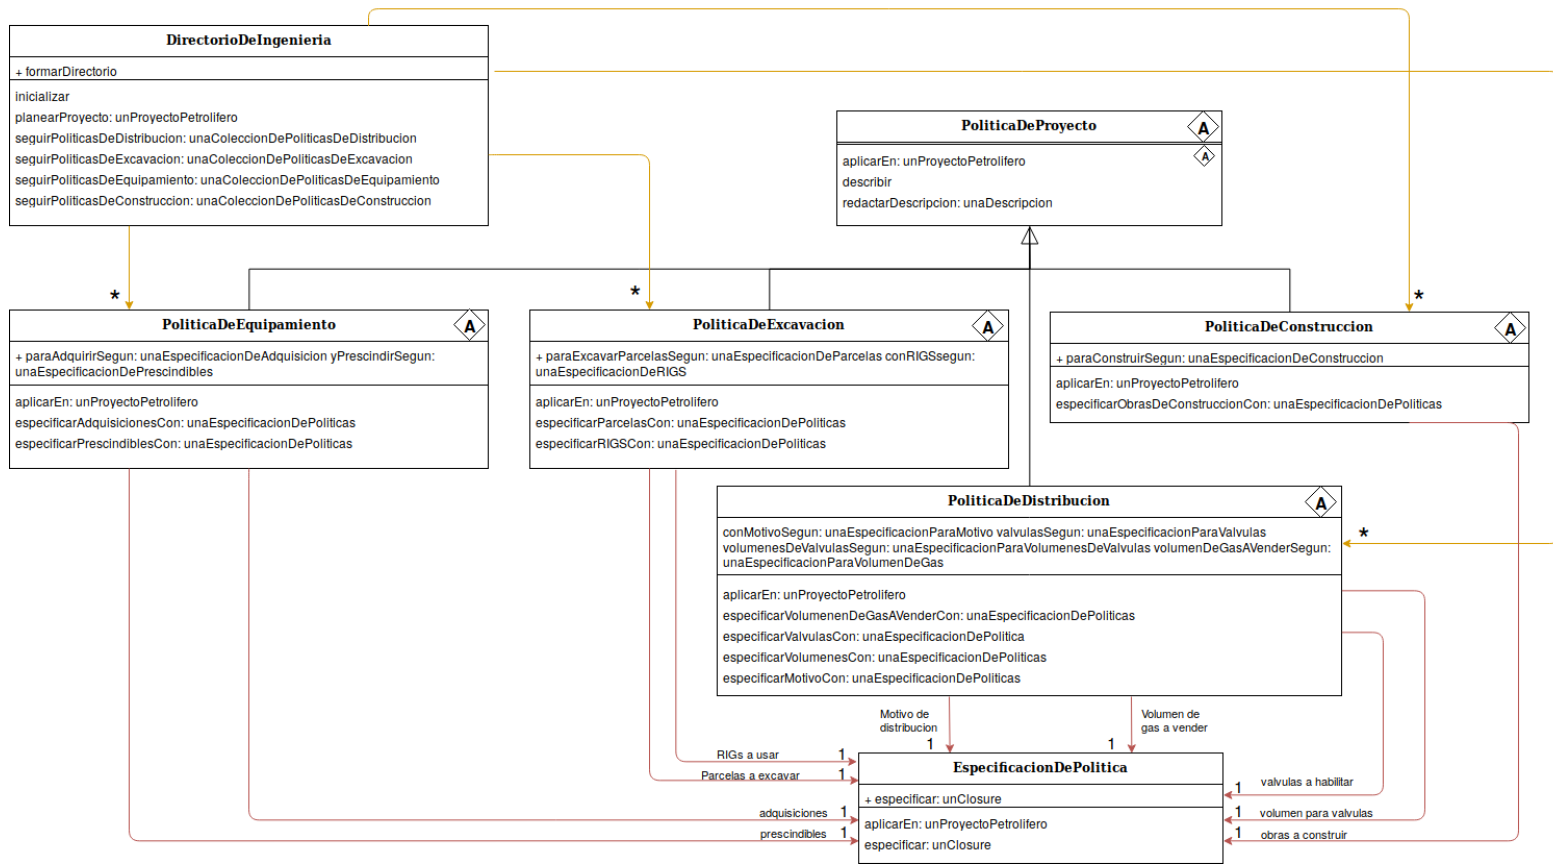 DirectorioDeIngenieria
+ formarDirectorio
inicializar
planearProyecto: unProyectoPetrolifero
seguirPoliticasDeDistribucion: unaColeccionDePoliticasDeDistribucion
seguirPoliticasDeExcavacion: unaColeccionDePoliticasDeExcavacion
seguirPoliticasDeEquipamiento: unaColeccionDePoliticasDeEquipamiento
seguirPoliticasDeConstruccion: unaColeccionDePoliticasDeConstruccion
PoliticaDeProyecto
A
aplicarEn: unProyectoPetrolifero
A
describir
redactarDescripcion: unaDescripcion
*
*
*
PoliticaDeEquipamiento
A
+ paraAdquirirSegun: unaEspecificacionDeAdquisicion yPrescindirSegun:
unaEspecificacionDePrescindibles
aplicarEn: unProyectoPetrolifero
especificarAdquisicionesCon: unaEspecificacionDePoliticas
especificarPrescindiblesCon: unaEspecificacionDePoliticas
PoliticaDeExcavacion
A
+ paraExcavarParcelasSegun: unaEspecificacionDeParcelas conRIGSsegun:
unaEspecificacionDeRIGS
aplicarEn: unProyectoPetrolifero
especificarParcelasCon: unaEspecificacionDePoliticas
especificarRIGSCon: unaEspecificacionDePoliticas
PoliticaDeConstruccion
A
+ paraConstruirSegun: unaEspecificacionDeConstruccion
aplicarEn: unProyectoPetrolifero
especificarObrasDeConstruccionCon: unaEspecificacionDePoliticas
PoliticaDeDistribucion
A
conMotivoSegun: unaEspecificacionParaMotivo valvulasSegun: unaEspecificacionParaValvulas
volumenesDeValvulasSegun: unaEspecificacionParaVolumenesDeValvulas volumenDeGasAVenderSegun:
unaEspecificacionParaVolumenDeGas
*
aplicarEn: unProyectoPetrolifero
especificarVolumenenDeGasAVenderCon: unaEspecificacionDePoliticas
especificarValvulasCon: unaEspecificacionDePolitica
especificarVolumenesCon: unaEspecificacionDePoliticas
especificarMotivoCon: unaEspecificacionDePoliticas
Motivo de
distribucion
1
Volumen de
gas a vender
1
RIGs a usar
1
Parcelas a excavar
1
adquisiciones
1
prescindibles
1
EspecificacionDePolitica
+ especificar: unClosure
aplicarEn: unProyectoPetrolifero
especificar: unClosure
1
valvulas a habilitar
1
volumen para valvulas
1
obras a construir